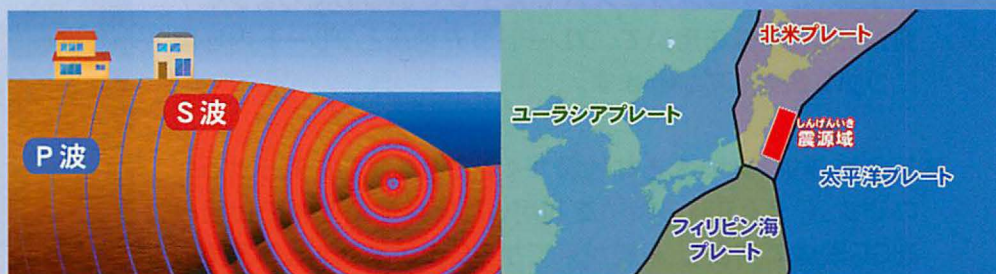 P波
S波
北米プレート
ユーラシアプレート
しんげんいき
震源域
太平洋プレート
フィリピン海
プレート